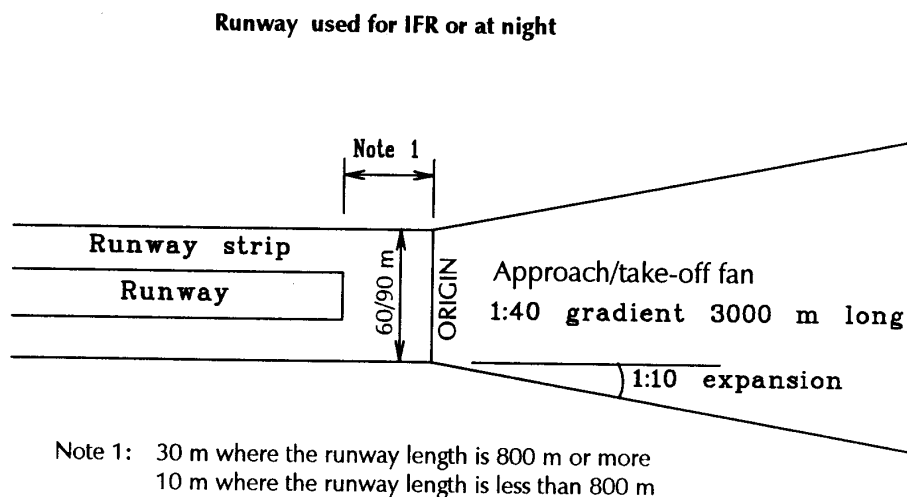 Runway used for IFR or at night
Note 1
Runway strip
Runway
60/90 m
ORIGIN
Approach/take-off fan
1:40 gradient 3000 m long
1:10 expansion
Note 1: 30 m where the runway length is 800 m or more
10 m where the runway length is less than 800 m